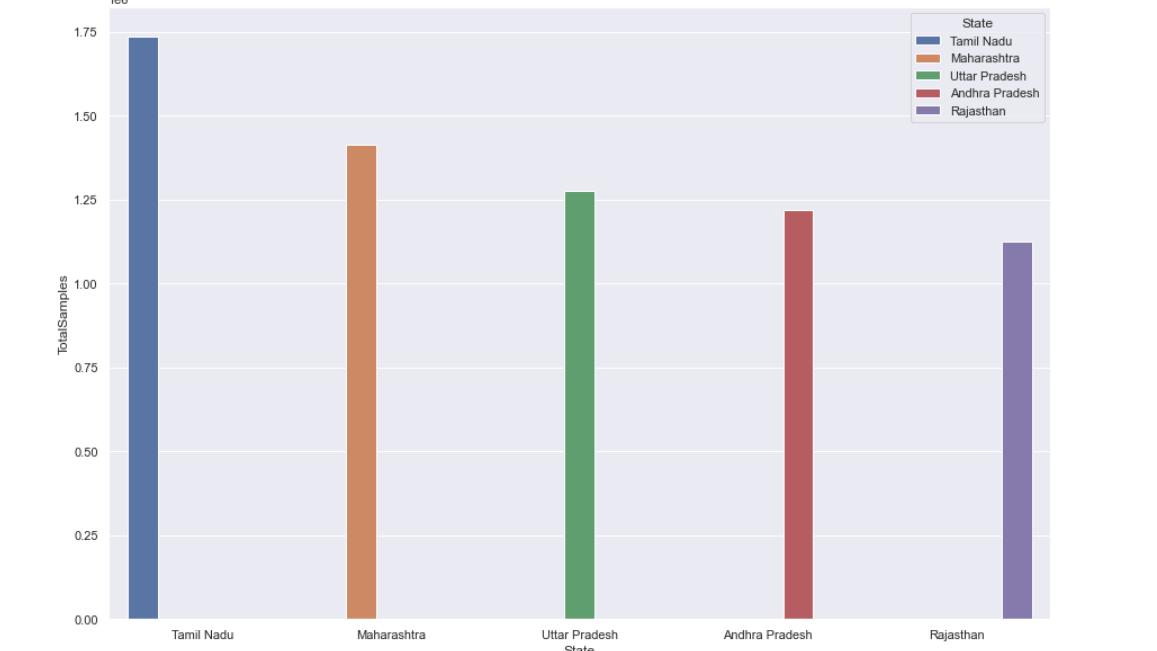 1e6
1.75
1.50
1.25
1.00
0.75
0.50
0.25
0.00
TotalSamples
State
Tamil Nadu
Maharashtra
Uttar Pradesh
Andhra Pradesh
Rajasthan
Tamil Nadu Maharashtra Uttar Pradesh Andhra Pradesh Rajasthan
State